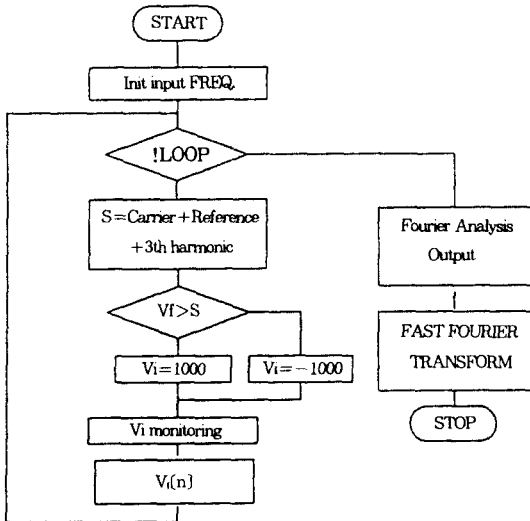 START
Init input FREQ.
!LOOP
S=Carrier+Reference
+3th harmonic
Vf>S
Vi=1000
Vi=-1000
Vi monitoring
Vi[n]
Fourier Analysis
Output
FAST FOURIER
TRANSFORM
STOP